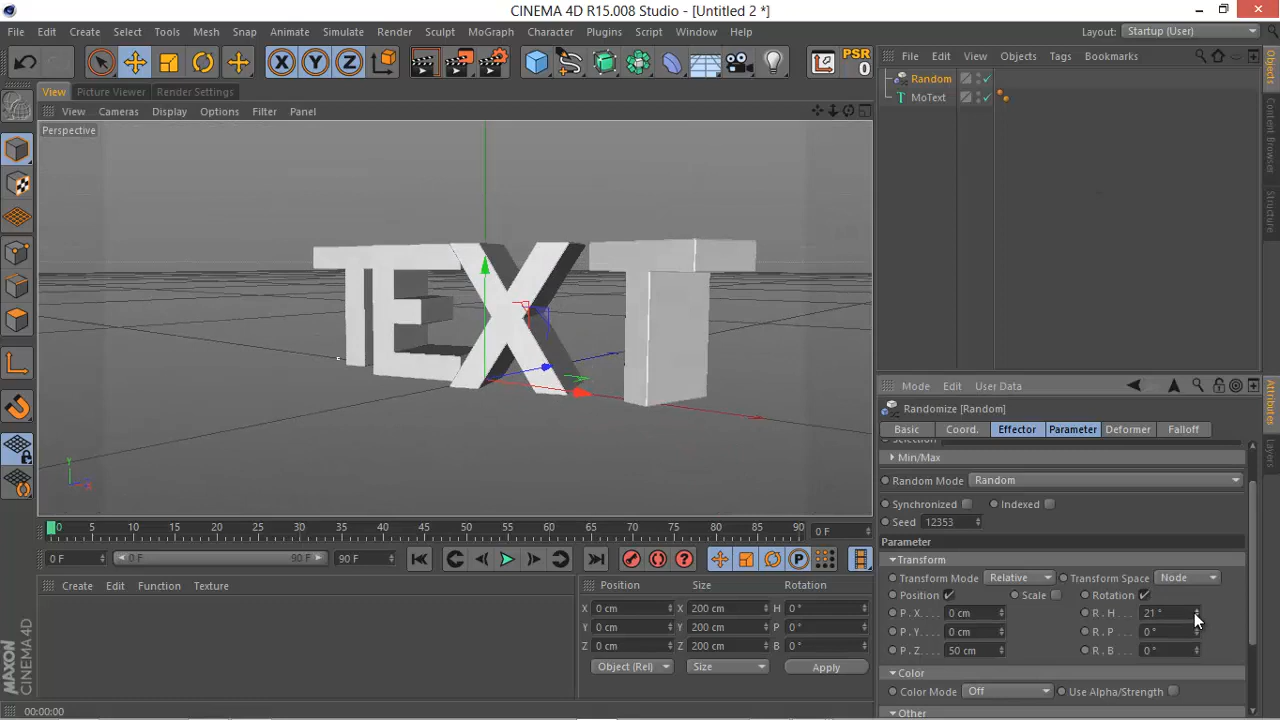 CINEMA 4D R15.008 Studio - [Untitled 2 *]
File Edit Create Select Tools Mesh Snap Animate Simulate Render Sculpt MoGraph Character Plugins Script Window Help Layout: Startup (User)
X Y Z PSR 0
File Edit View Objects Tags Bookmarks
Random
MoText
View Picture Viewer Render Settings
View Cameras Display Options Filter Panel
Perspective
TEXT
Y
X
Objects
Content Browser
Structure
Mode Edit User Data
Randomize [Random]
Basic Coord. Effector Parameter Deformer Falloff
Selection
Min/Max
Random Mode Random
Synchronized Indexed
Seed 12353
Parameter
Transform
Transform Mode Relative Transform Space Node
Position Scale Rotation
P . X 0 cm R . H 21 °
P . Y 0 cm R . P 0 °
P . Z 50 cm R . B 0 °
Color
Color Mode Off Use Alpha/Strength
Other
Attributes
Layers
0 5 10 15 20 25 30 35 40 45 50 55 60 65 70 75 80 85 90 0 F
0 F 0 F 90 F 90 F
P
Create Edit Function Texture
Position Size Rotation
X 0 cm X 200 cm H 0 °
Y 0 cm Y 200 cm P 0 °
Z 0 cm Z 200 cm B 0 °
Object (Rel) Size Apply
MAXON CINEMA 4D
00:00:00